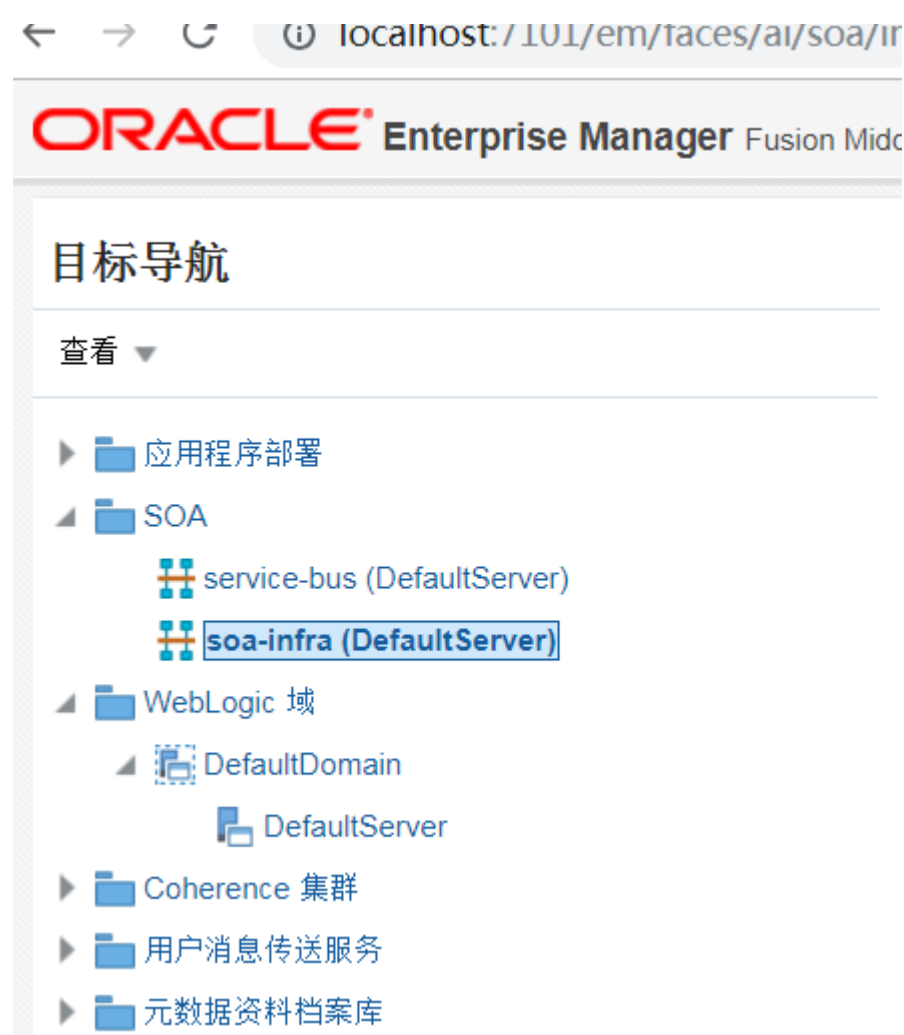 localhost:7101/em/faces/ai/soa/in
ORACLE Enterprise Manager Fusion Midd
目标导航
查看
应用程序部署
SOA
service-bus (DefaultServer)
soa-infra (DefaultServer)
WebLogic 域
DefaultDomain
DefaultServer
Coherence 集群
用户消息传送服务
元数据资料档案库